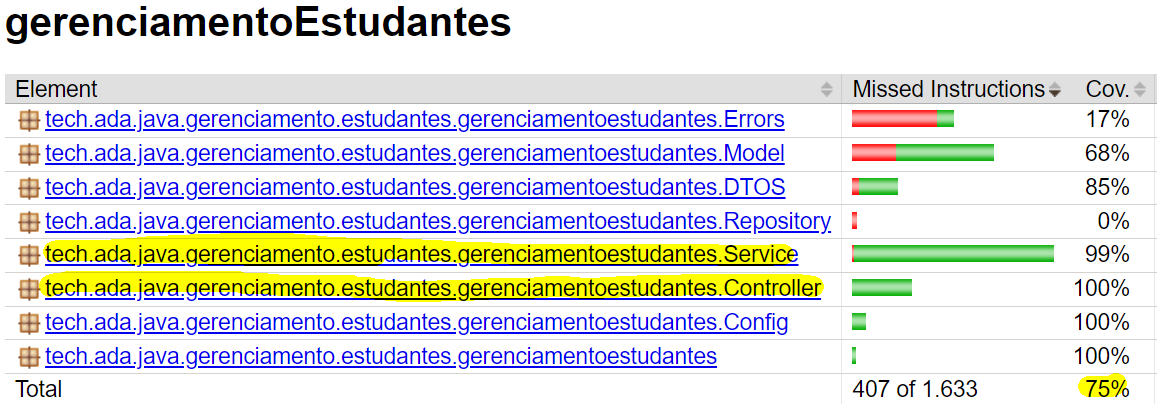 gerenciamentoEstudantes
Element Missed Instructions Cov.
tech.ada.java.gerenciamento.estudantes.gerenciamentoestudantes.Errors 17%
tech.ada.java.gerenciamento.estudantes.gerenciamentoestudantes.Model 68%
tech.ada.java.gerenciamento.estudantes.gerenciamentoestudantes.DTOS 85%
tech.ada.java.gerenciamento.estudantes.gerenciamentoestudantes.Repository 0%
tech.ada.java.gerenciamento.estudantes.gerenciamentoestudantes.Service 99%
tech.ada.java.gerenciamento.estudantes.gerenciamentoestudantes.Controller 100%
tech.ada.java.gerenciamento.estudantes.gerenciamentoestudantes.Config 100%
tech.ada.java.gerenciamento.estudantes.gerenciamentoestudantes 100%
Total 407 of 1.633 75%